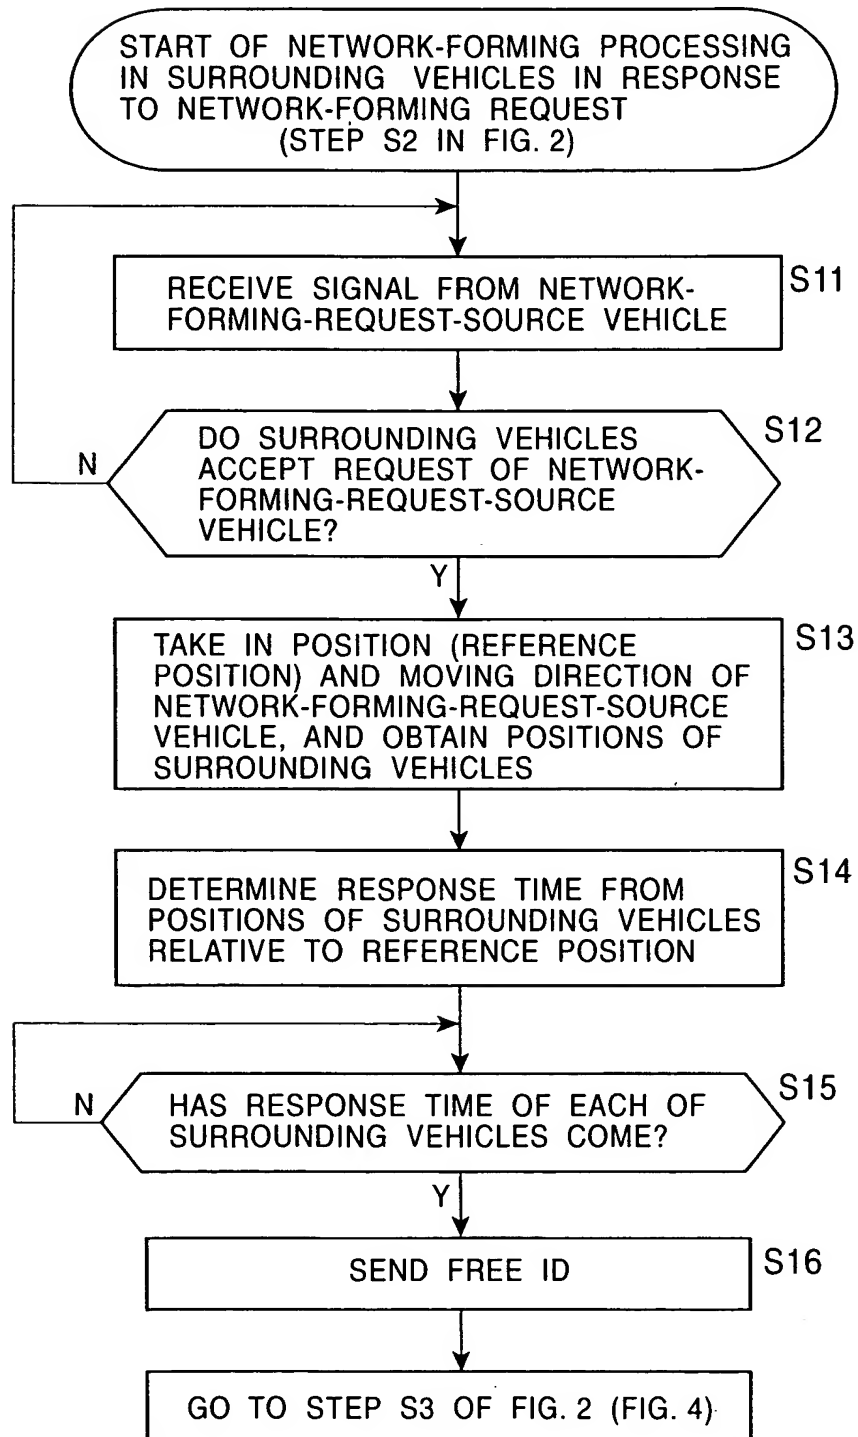 START OF NETWORK-FORMING PROCESSING
IN SURROUNDING VEHICLES IN RESPONSE
TO NETWORK-FORMING REQUEST
(STEP S2 IN FIG. 2)
S11
RECEIVE SIGNAL FROM NETWORK-
FORMING-REQUEST-SOURCE VEHICLE
S12
DO SURROUNDING VEHICLES
ACCEPT REQUEST OF NETWORK-
FORMING-REQUEST-SOURCE
VEHICLE?
N
Y
S13
TAKE IN POSITION (REFERENCE
POSITION) AND MOVING DIRECTION OF
NETWORK-FORMING-REQUEST-SOURCE
VEHICLE, AND OBTAIN POSITIONS OF
SURROUNDING VEHICLES
S14
DETERMINE RESPONSE TIME FROM
POSITIONS OF SURROUNDING VEHICLES
RELATIVE TO REFERENCE POSITION
S15
N
HAS RESPONSE TIME OF EACH OF
SURROUNDING VEHICLES COME?
Y
S16
SEND FREE ID
GO TO STEP S3 OF FIG. 2 (FIG. 4)